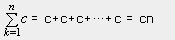 n
∑ c = c+c+c+⋯+c = cn
k=1